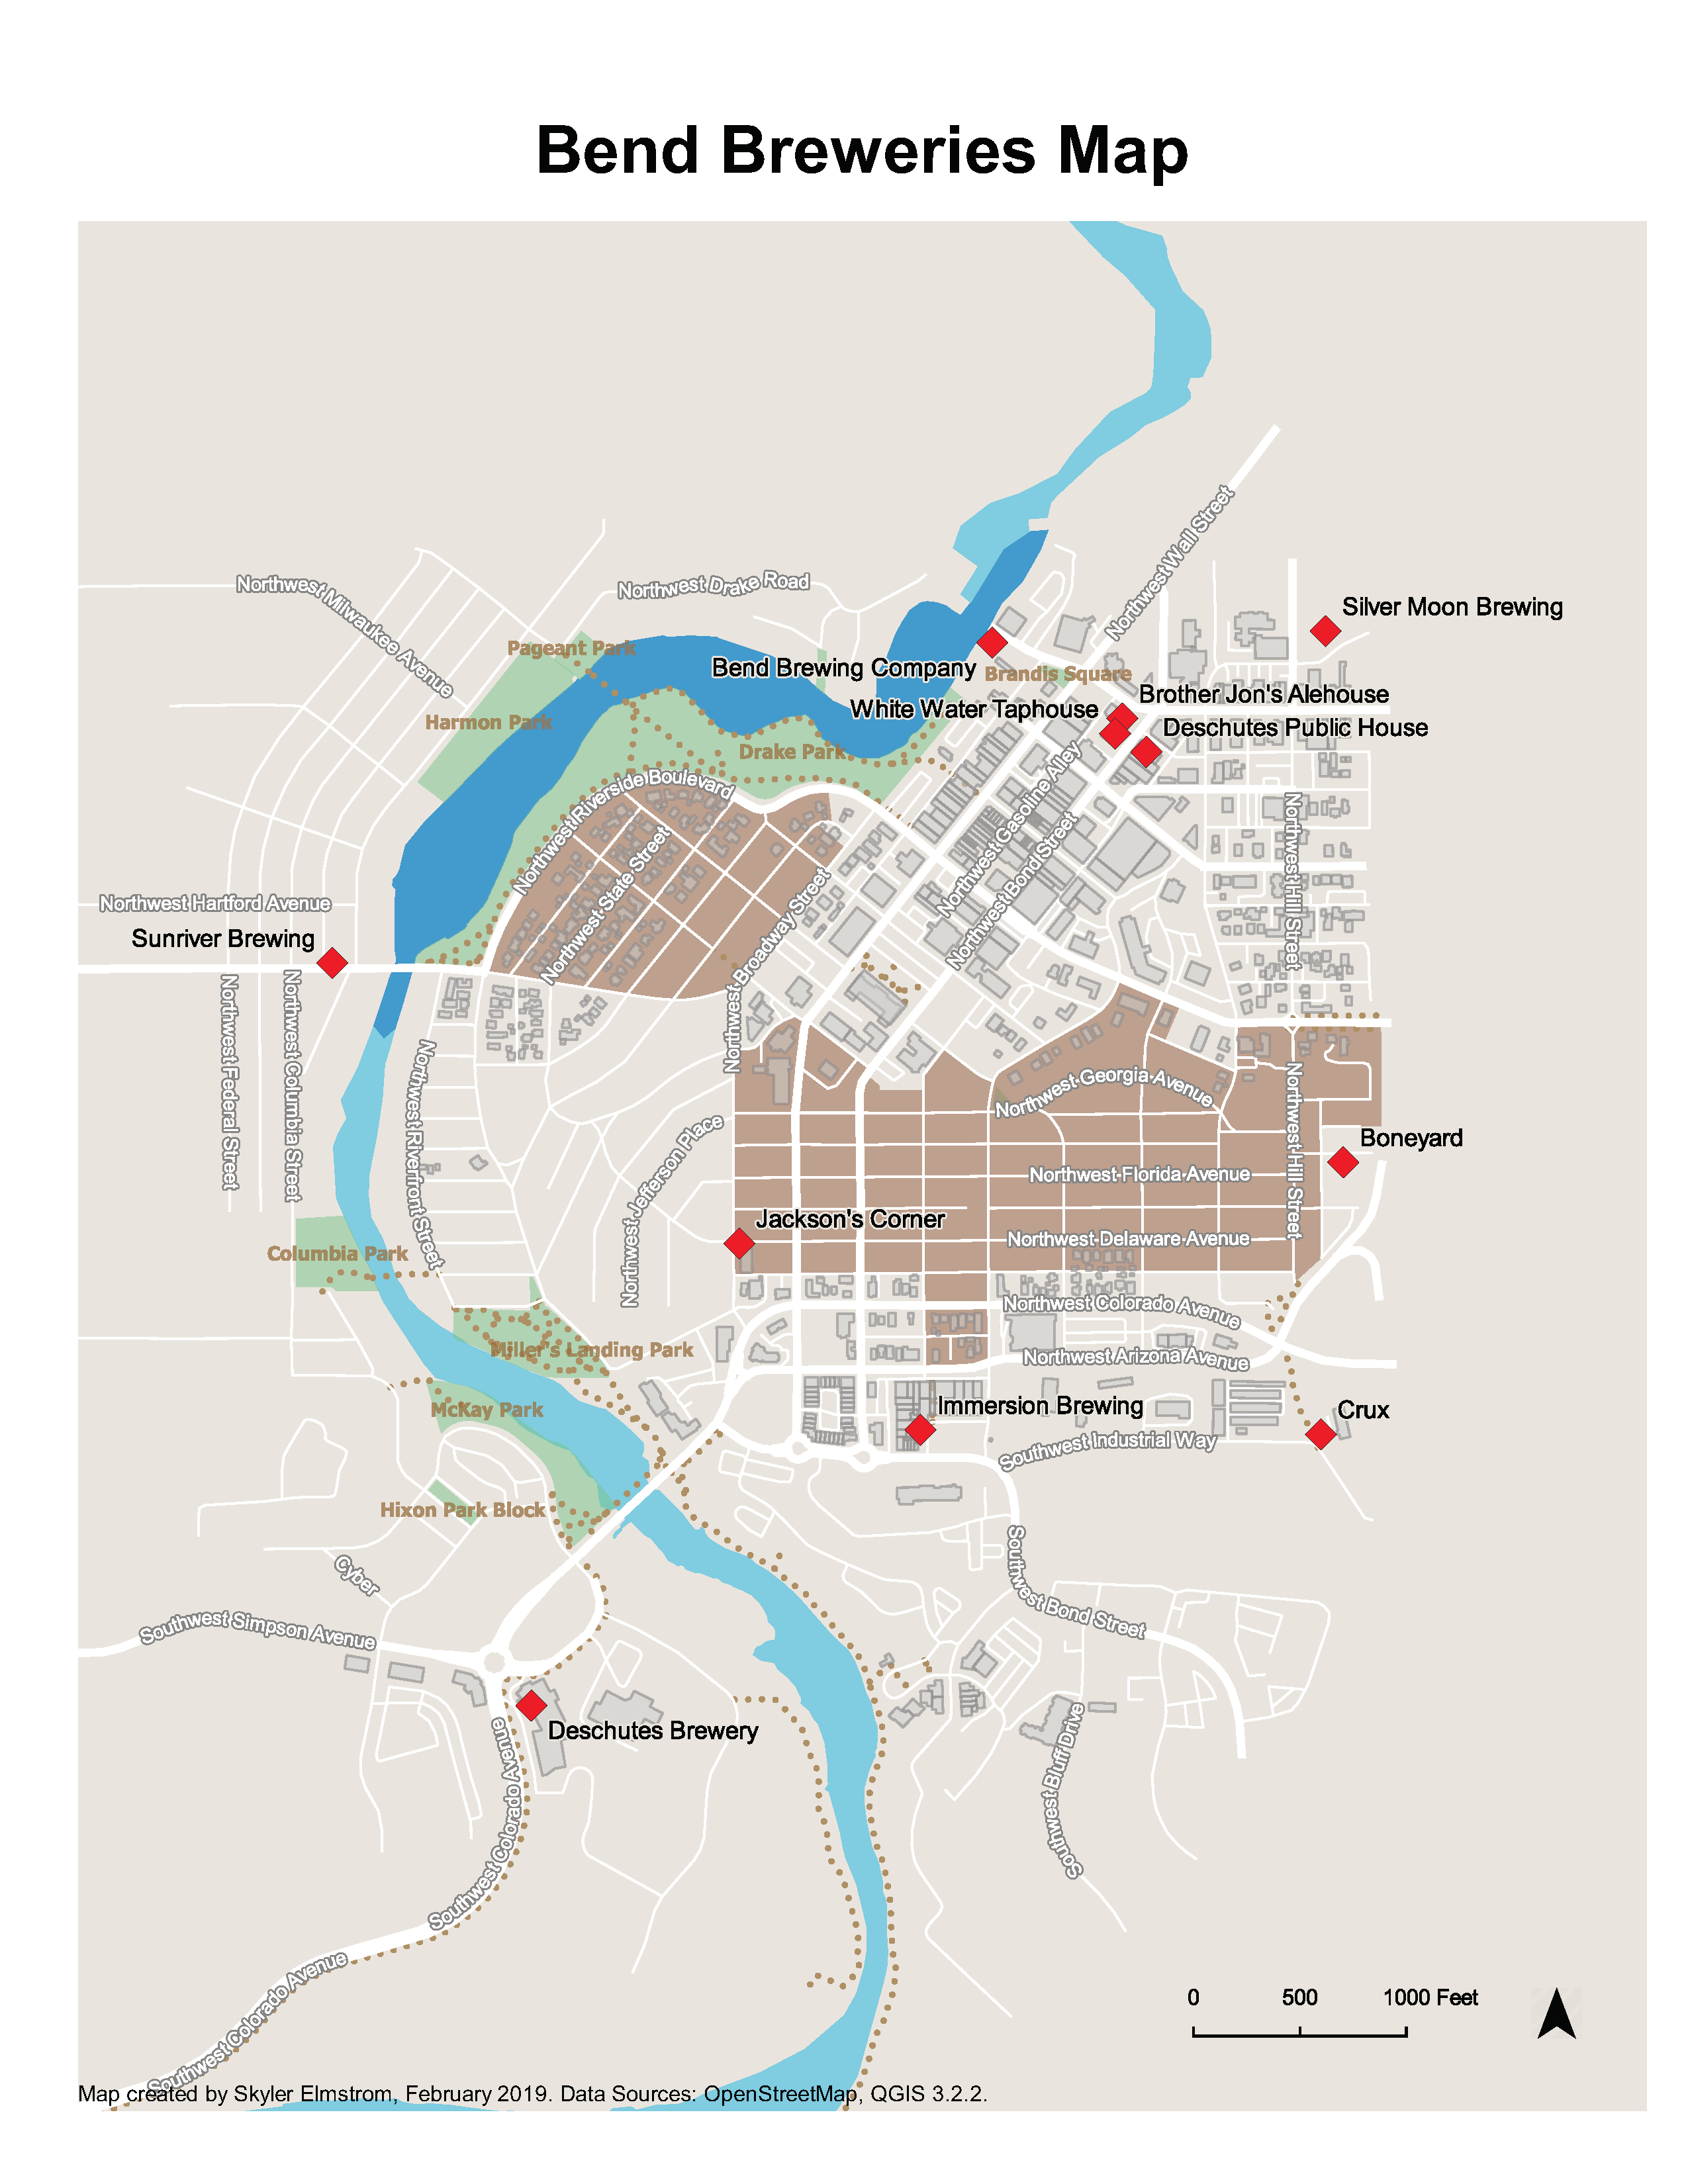 Bend Breweries Map
Northwest Wall Street
Northwest Milwaukee Avenue
Northwest Drake Road
Silver Moon Brewing
Pageant Park
Bend Brewing Company
Brandis Square
Brother Jon's Alehouse
White Water Taphouse
Harmon Park
Deschutes Public House
Drake Park
Northwest Riverside Boulevard
Northwest Gasoline Alley
Northwest State Street
Northwest Bond Street
Northwest Hill Street
Northwest Broadway Street
Northwest Hartford Avenue
Sunriver Brewing
Northwest Federal Street
Northwest Columbia Street
Northwest Riverfront Street
Northwest Georgia Avenue
Northwest Hill Street
Northwest Jefferson Place
Boneyard
Northwest Florida Avenue
Jackson's Corner
Northwest Delaware Avenue
Columbia Park
Northwest Colorado Avenue
Miller's Landing Park
Northwest Arizona Avenue
McKay Park
Immersion Brewing
Crux
Southwest Industrial Way
Hixon Park Block
Cyber
Southwest Bond Street
Southwest Simpson Avenue
Deschutes Brewery
Southwest Bluff Drive
Southwest Colorado Avenue
Southwest Colorado Avenue
0 500 1000 Feet
Map created by Skyler Elmstrom, February 2019. Data Sources: OpenStreetMap, QGIS 3.2.2.